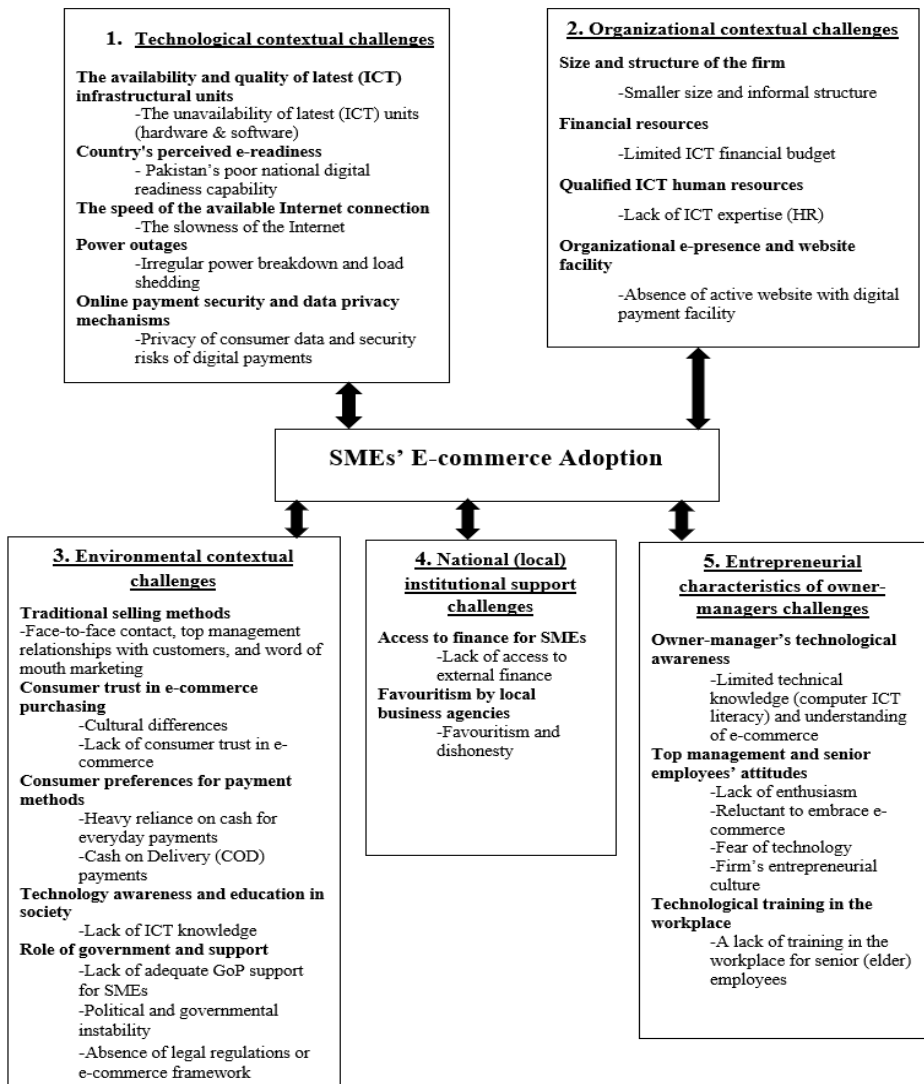 1. Technological contextual challenges
The availability and quality of latest (ICT)
infrastructural units
-The unavailability of latest (ICT) units
(hardware & software)
Country's perceived e-readiness
- Pakistan's poor national digital
readiness capability
The speed of the available Internet connection
-The slowness of the Internet
Power outages
-Irregular power breakdown and load
shedding
Online payment security and data privacy
mechanisms
-Privacy of consumer data and security
risks of digital payments
2. Organizational contextual challenges
Size and structure of the firm
-Smaller size and informal structure
Financial resources
-Limited ICT financial budget
Qualified ICT human resources
-Lack of ICT expertise (HR)
Organizational e-presence and website
facility
-Absence of active website with digital
payment facility
SMEs' E-commerce Adoption
3. Environmental contextual
challenges
Traditional selling methods
-Face-to-face contact, top management
relationships with customers, and word of
mouth marketing
Consumer trust in e-commerce
purchasing
-Cultural differences
-Lack of consumer trust in e-
commerce
Consumer preferences for payment
methods
-Heavy reliance on cash for
everyday payments
-Cash on Delivery (COD)
payments
Technology awareness and education in
society
-Lack of ICT knowledge
Role of government and support
-Lack of adequate GoP support
for SMEs
-Political and governmental
instability
-Absence of legal regulations or
e-commerce framework
4. National (local)
institutional support
challenges
Access to finance for SMEs
-Lack of access to
external finance
Favouritism by local
business agencies
-Favouritism and
dishonesty
5. Entrepreneurial
characteristics of owner-
managers challenges
Owner-manager's technological
awareness
-Limited technical
knowledge (computer ICT
literacy) and understanding
of e-commerce
Top management and senior
employees' attitudes
-Lack of enthusiasm
-Reluctant to embrace e-
commerce
-Fear of technology
-Firm's entrepreneurial
culture
Technological training in the
workplace
-A lack of training in the
workplace for senior (elder)
employees